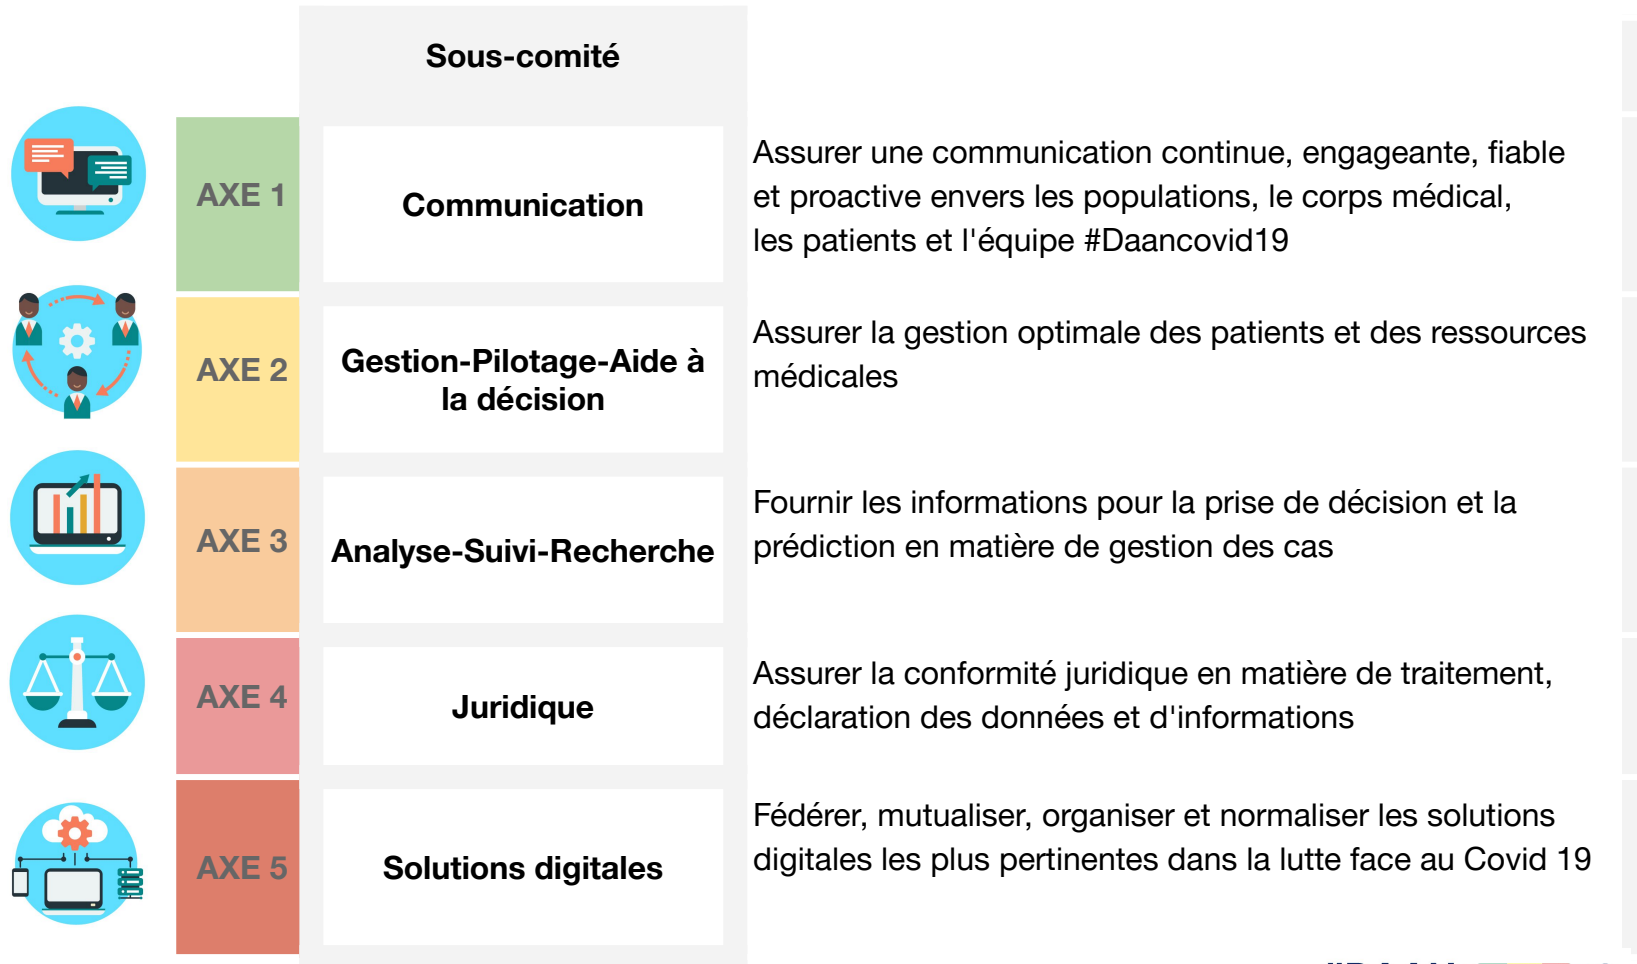 Sous-comité
AXE 1
Communication
Assurer une communication continue, engageante, fiable
et proactive envers les populations, le corps médical,
les patients et l'équipe #Daancovid19
AXE 2
Gestion-Pilotage-Aide à
la décision
Assurer la gestion optimale des patients et des ressources
médicales
AXE 3
Analyse-Suivi-Recherche
Fournir les informations pour la prise de décision et la
prédiction en matière de gestion des cas
AXE 4
Juridique
Assurer la conformité juridique en matière de traitement,
déclaration des données et d'informations
AXE 5
Solutions digitales
Fédérer, mutualiser, organiser et normaliser les solutions
digitales les plus pertinentes dans la lutte face au Covid 19